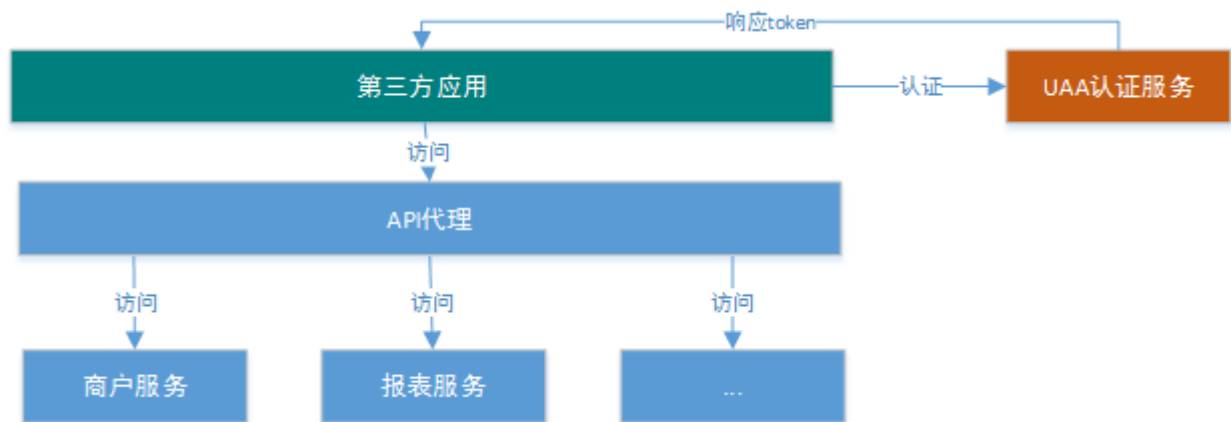 响应token
第三方应用
认证
UAA认证服务
访问
API代理
访问
访问
访问
商户服务
报表服务
...